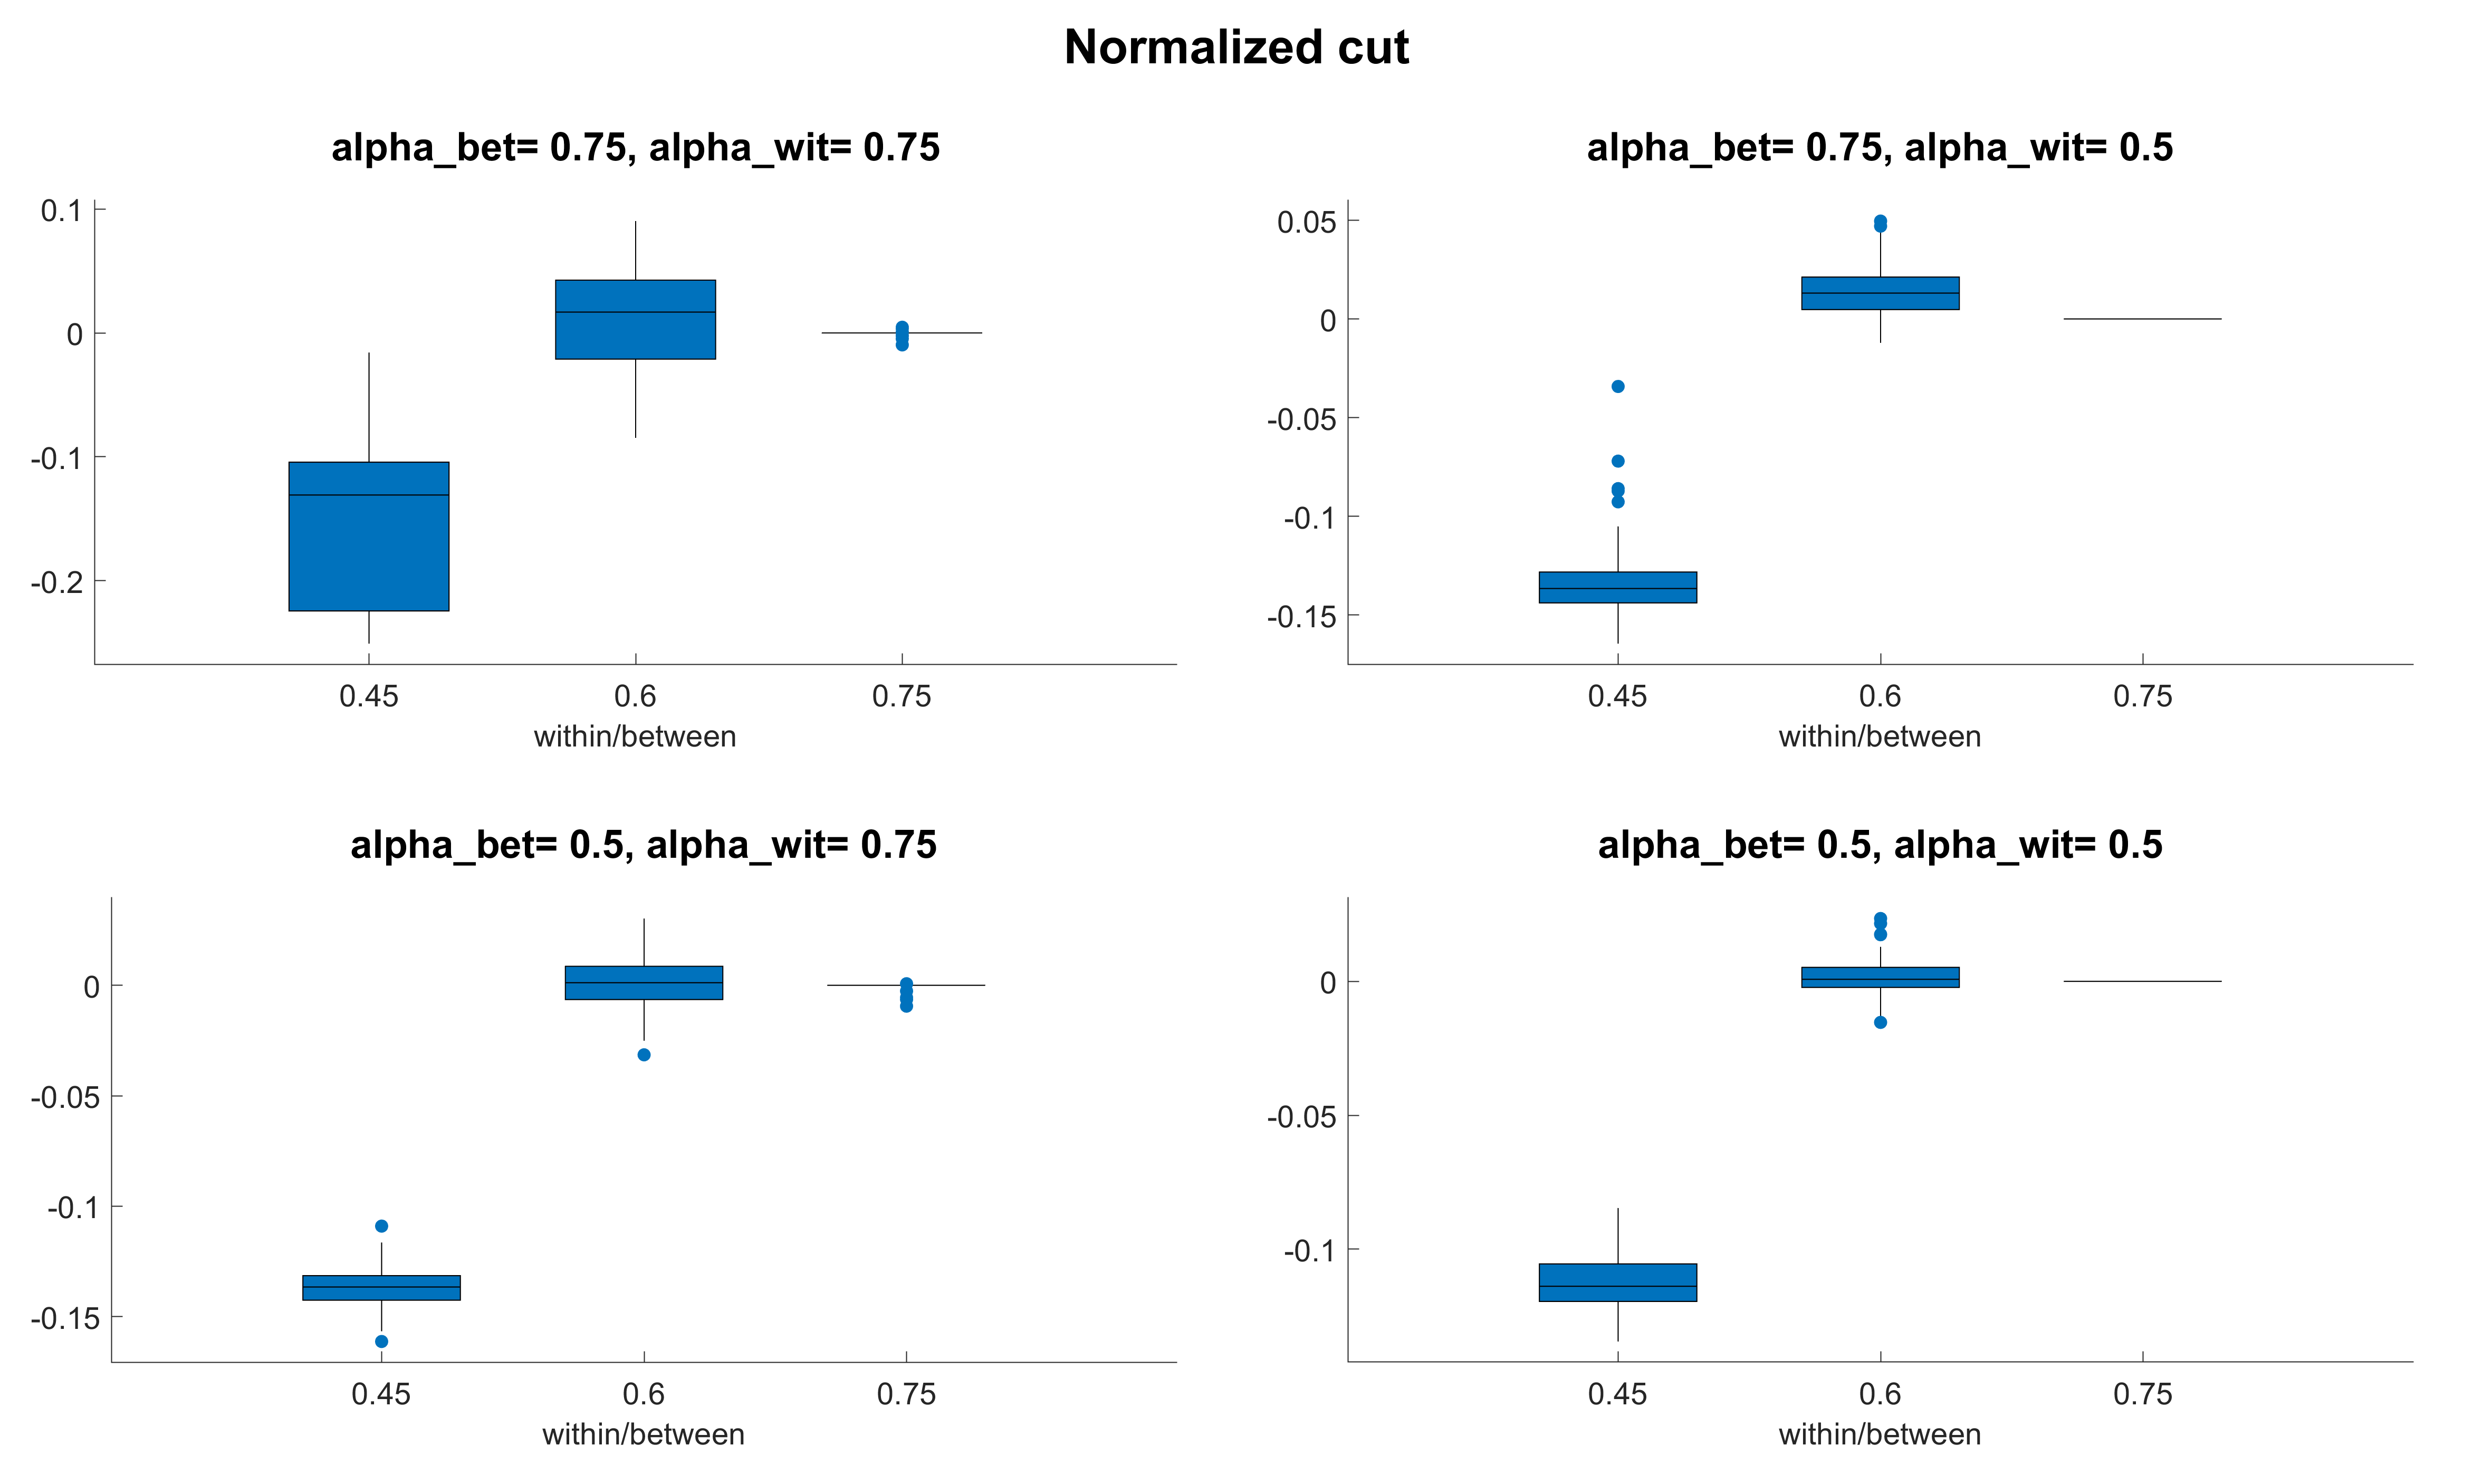 Normalized cut
alpha_bet= 0.75, alpha_wit= 0.75
0.1
0
-0.1
-0.2
0.45 0.6 0.75
within/between
alpha_bet= 0.75, alpha_wit= 0.5
0.05
0
-0.05
-0.1
-0.15
0.45 0.6 0.75
within/between
alpha_bet= 0.5, alpha_wit= 0.75
0
-0.05
-0.1
-0.15
0.45 0.6 0.75
within/between
alpha_bet= 0.5, alpha_wit= 0.5
0
-0.05
-0.1
0.45 0.6 0.75
within/between